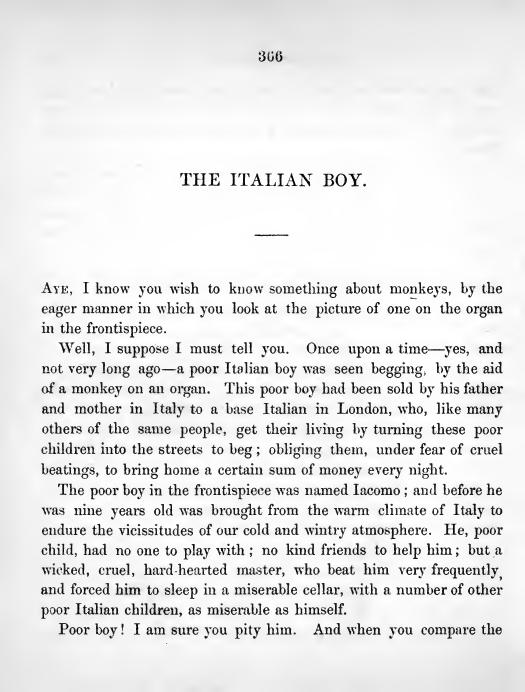 366
THE ITALIAN BOY.
AYE, I know you wish to know something about monkeys, by the
eager manner in which you look at the picture of one on the organ
in the frontispiece.
Well, I suppose I must tell you. Once upon a time—yes, and
not very long ago—a poor Italian boy was seen begging, by the aid
of a monkey on an organ. This poor boy had been sold by his father
and mother in Italy to a base Italian in London, who, like many
others of the same people, get their living by turning these poor
children into the streets to beg; obliging them, under fear of cruel
beatings, to bring home a certain sum of money every night.
The poor boy in the frontispiece was named Iacomo; and before he
was nine years old was brought from the warm climate of Italy to
endure the vicissitudes of our cold and wintry atmosphere. He, poor
child, had no one to play with; no kind friends to help him; but a
wicked, cruel, hard-hearted master, who beat him very frequently,
and forced him to sleep in a miserable cellar, with a number of other
poor Italian children, as miserable as himself.
Poor boy! I am sure you pity him. And when you compare the